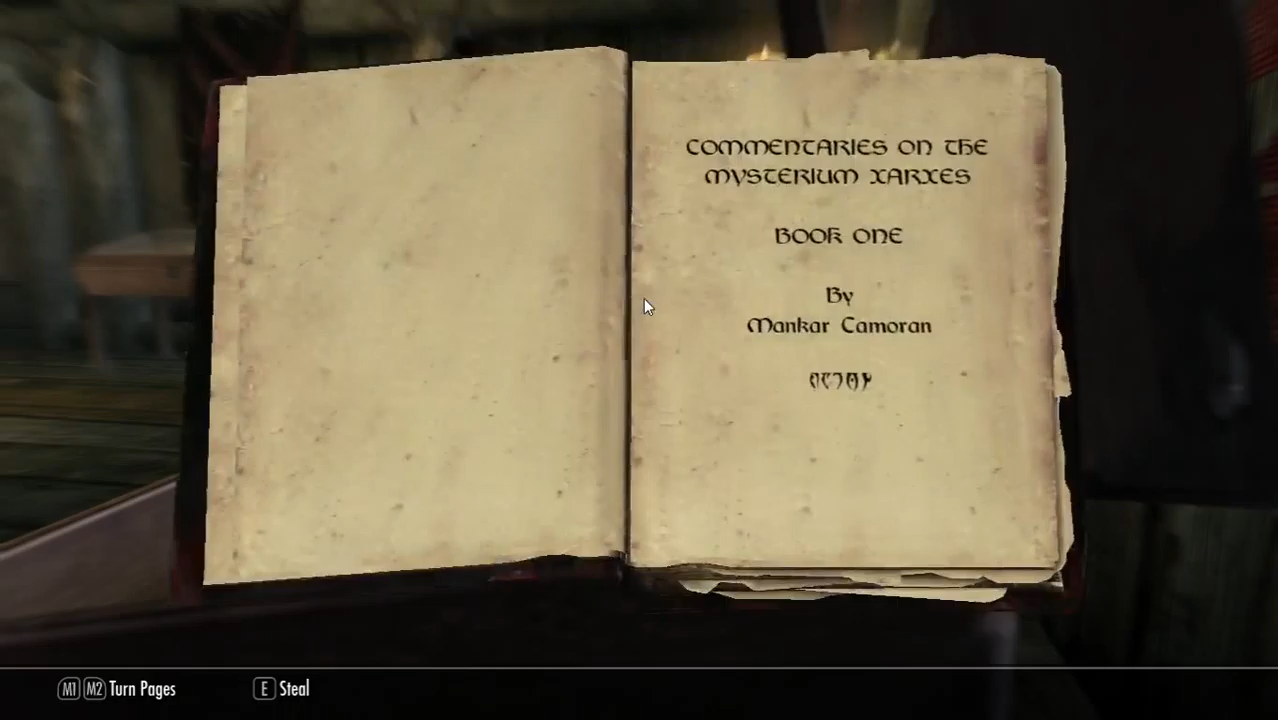 COMMENTARIES ON THE
MYSTERIUM XARXES
BOOK ONE
By
Mankar Camoran
M1 M2 Turn Pages
E Steal